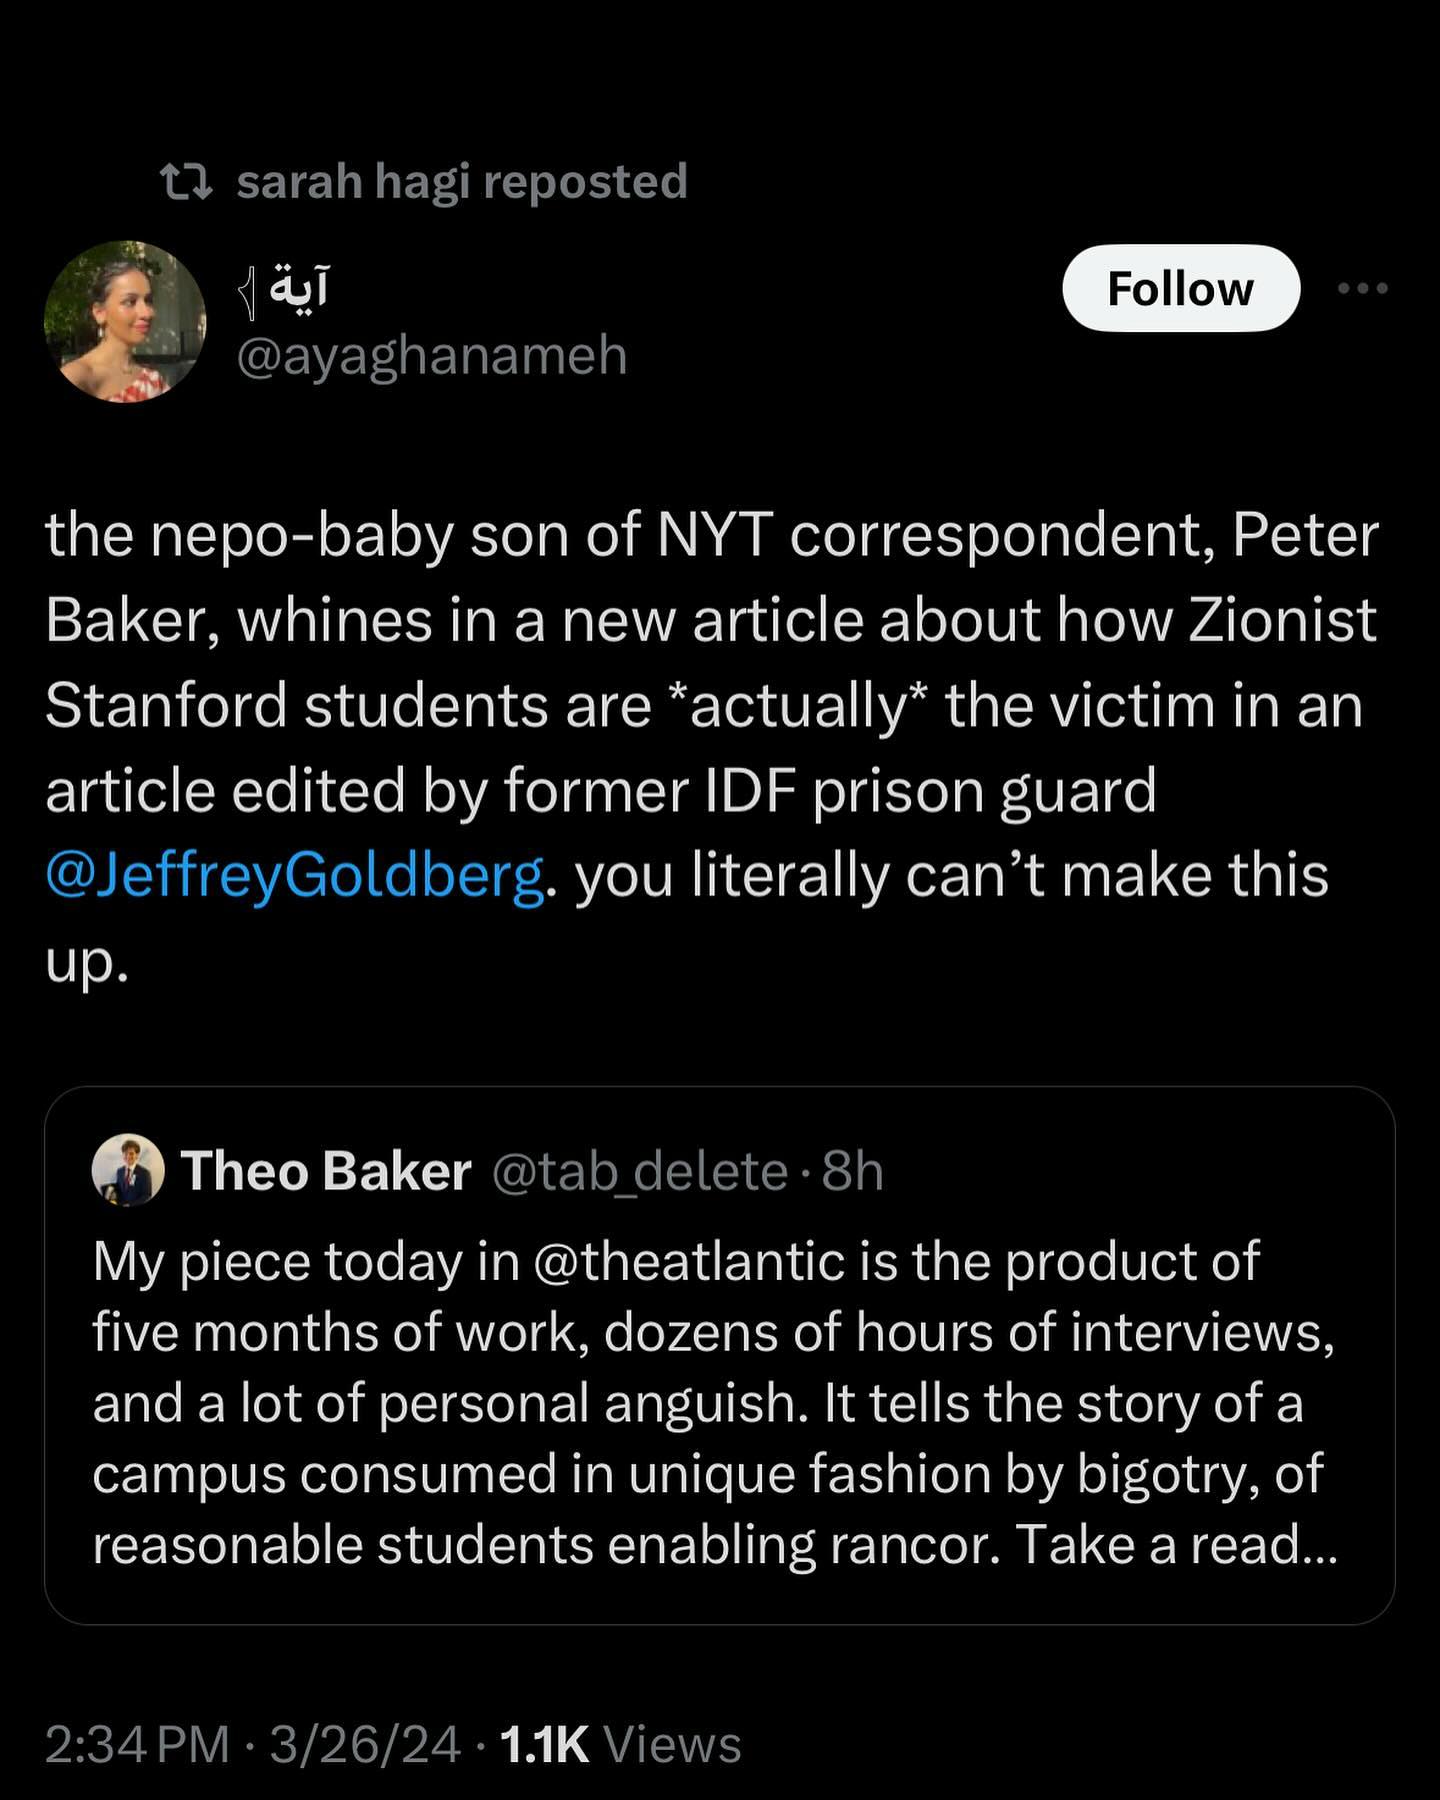 sarah hagi reposted
آية
Follow
@ayaghanameh
the nepo-baby son of NYT correspondent, Peter
Baker, whines in a new article about how Zionist
Stanford students are *actually* the victim in an
article edited by former IDF prison guard
@JeffreyGoldberg. you literally can’t make this
up.
Theo Baker @tab_delete · 8h
My piece today in @theatlantic is the product of
five months of work, dozens of hours of interviews,
and a lot of personal anguish. It tells the story of a
campus consumed in unique fashion by bigotry, of
reasonable students enabling rancor. Take a read...
2:34 PM · 3/26/24 · 1.1K Views